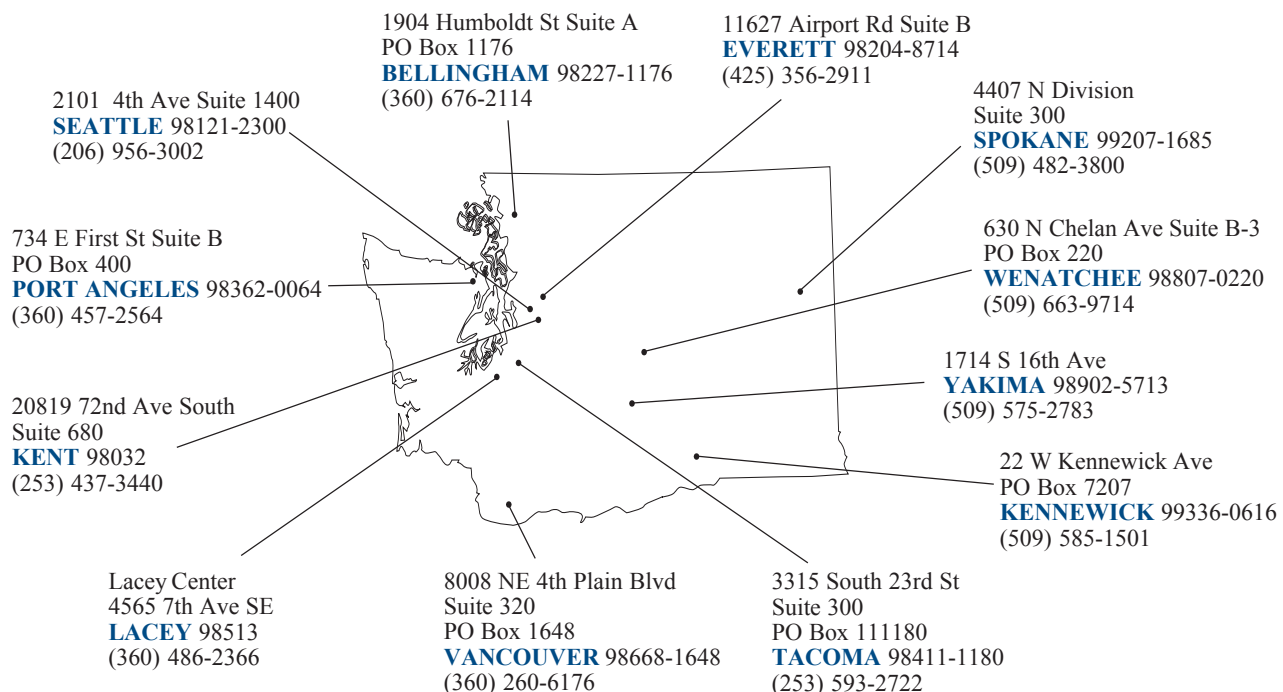 1904 Humboldt St Suite A
PO Box 1176
BELLINGHAM 98227-1176
(360) 676-2114
11627 Airport Rd Suite B
EVERETT 98204-8714
(425) 356-2911
2101 4th Ave Suite 1400
SEATTLE 98121-2300
(206) 956-3002
4407 N Division
Suite 300
SPOKANE 99207-1685
(509) 482-3800
734 E First St Suite B
PO Box 400
PORT ANGELES 98362-0064
(360) 457-2564
630 N Chelan Ave Suite B-3
PO Box 220
WENATCHEE 98807-0220
(509) 663-9714
1714 S 16th Ave
YAKIMA 98902-5713
(509) 575-2783
20819 72nd Ave South
Suite 680
KENT 98032
(253) 437-3440
22 W Kennewick Ave
PO Box 7207
KENNEWICK 99336-0616
(509) 585-1501
Lacey Center
4565 7th Ave SE
LACEY 98513
(360) 486-2366
8008 NE 4th Plain Blvd
Suite 320
PO Box 1648
VANCOUVER 98668-1648
(360) 260-6176
3315 South 23rd St
Suite 300
PO Box 111180
TACOMA 98411-1180
(253) 593-2722